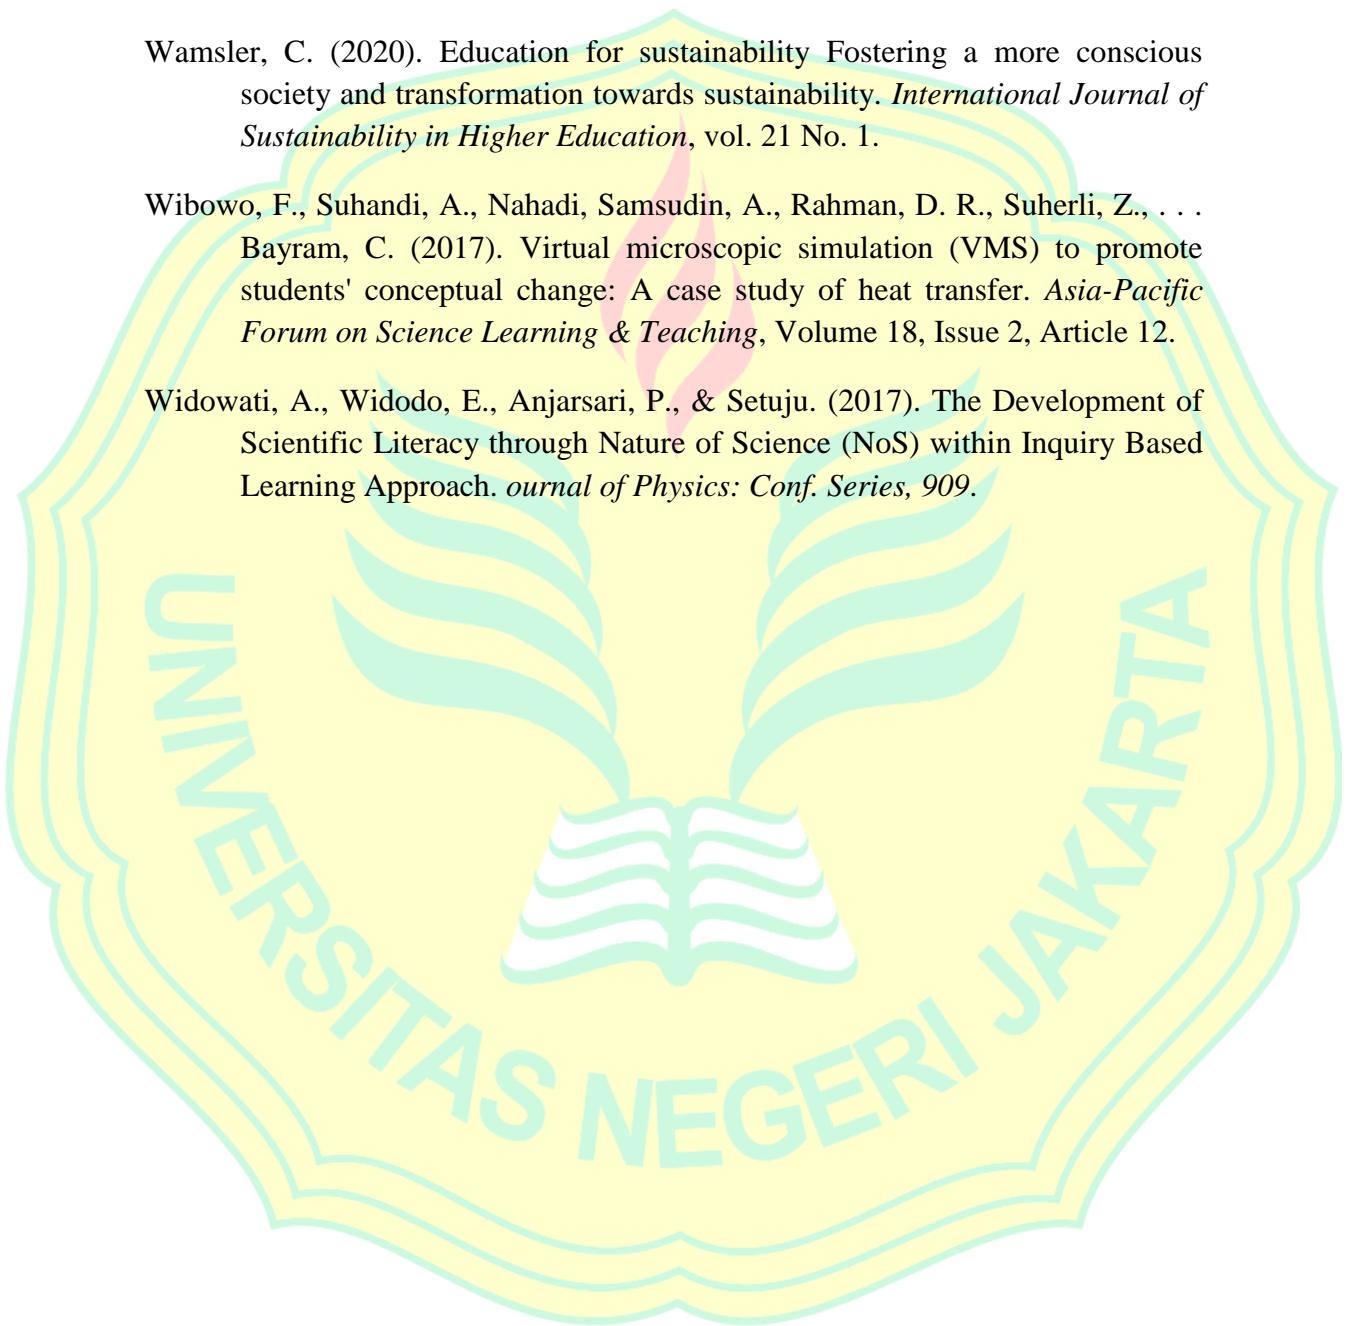 Wamsler, C. (2020). Education for sustainability Fostering a more conscious
society and transformation towards sustainability. International Journal of
Sustainability in Higher Education, vol. 21 No. 1.
Wibowo, F., Suhandi, A., Nahadi, Samsudin, A., Rahman, D. R., Suherli, Z., . . .
Bayram, C. (2017). Virtual microscopic simulation (VMS) to promote
students' conceptual change: A case study of heat transfer. Asia-Pacific
Forum on Science Learning & Teaching, Volume 18, Issue 2, Article 12.
Widowati, A., Widodo, E., Anjarsari, P., & Setuju. (2017). The Development of
Scientific Literacy through Nature of Science (NoS) within Inquiry Based
Learning Approach. ournal of Physics: Conf. Series, 909.
UNIVERSITAS NEGERI JAKARTA